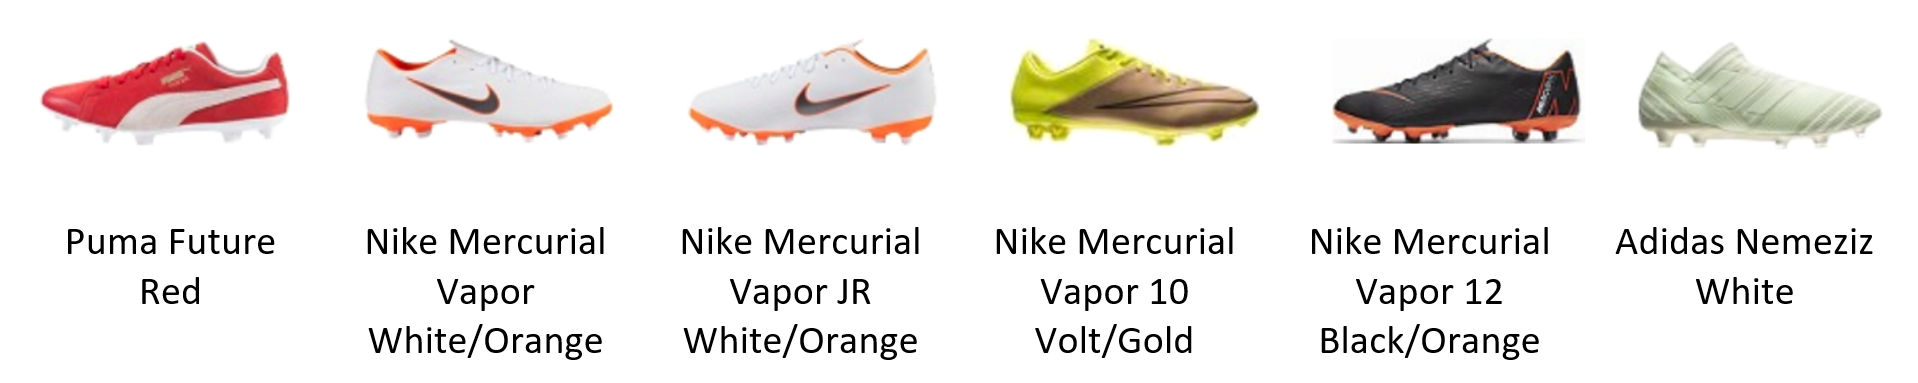 Puma Future
Red
Nike Mercurial
Vapor
White/Orange
Nike Mercurial
Vapor JR
White/Orange
Nike Mercurial
Vapor 10
Volt/Gold
Nike Mercurial
Vapor 12
Black/Orange
Adidas Nemeziz
White